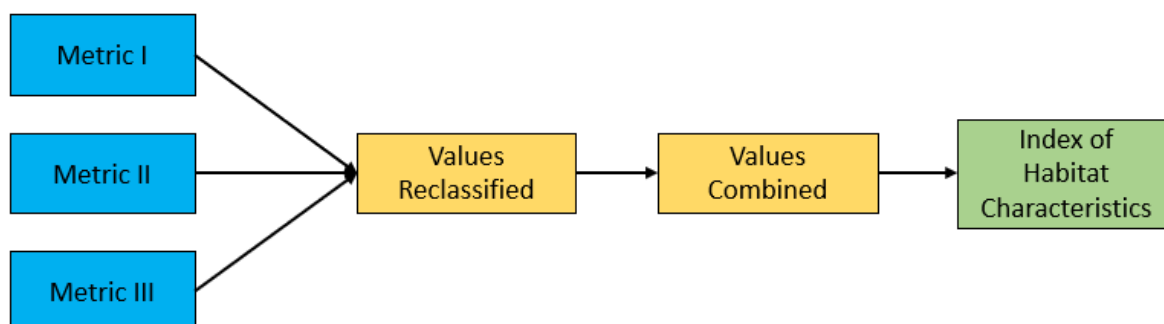 Metric I
Metric II
Metric III
Values
Reclassified
Values
Combined
Index of
Habitat
Characteristics